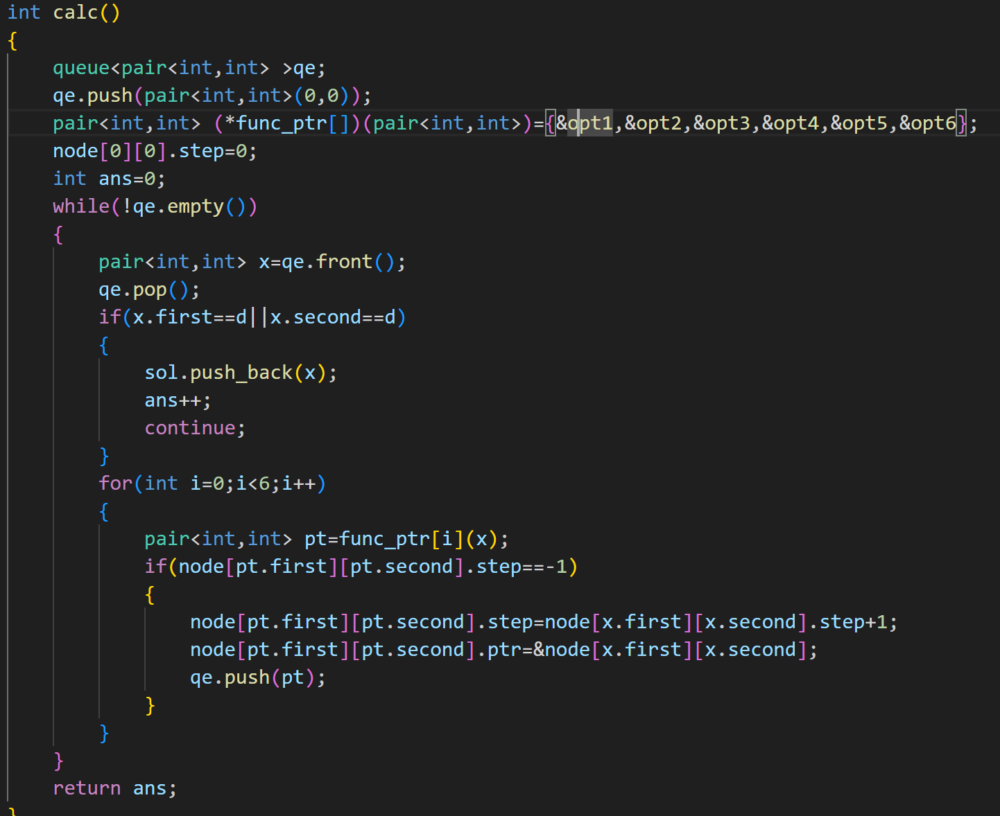 int calc()
{
    queue<pair<int,int> >qe;
    qe.push(pair<int,int>(0,0));
    pair<int,int> (*func_ptr[])(pair<int,int>)={&opt1,&opt2,&opt3,&opt4,&opt5,&opt6};
    node[0][0].step=0;
    int ans=0;
    while(!qe.empty())
    {
        pair<int,int> x=qe.front();
        qe.pop();
        if(x.first==d||x.second==d)
        {
            sol.push_back(x);
            ans++;
            continue;
        }
        for(int i=0;i<6;i++)
        {
            pair<int,int> pt=func_ptr[i](x);
            if(node[pt.first][pt.second].step==-1)
            {
                node[pt.first][pt.second].step=node[x.first][x.second].step+1;
                node[pt.first][pt.second].ptr=&node[x.first][x.second];
                qe.push(pt);
            }
        }
    }
    return ans;
}